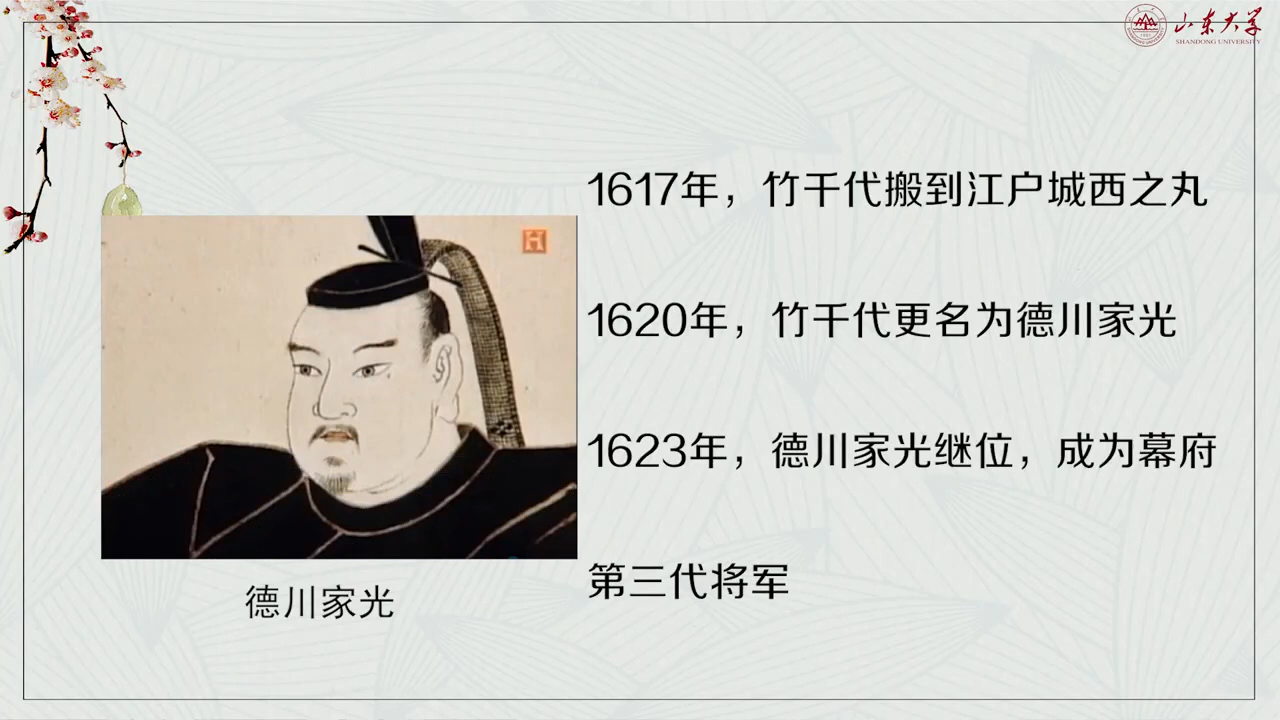 山东大学
SHANDONG UNIVERSITY
1617年，竹千代搬到江户城西之丸
H
1620年，竹千代更名为德川家光
1623年，德川家光继位，成为幕府
第三代将军
德川家光